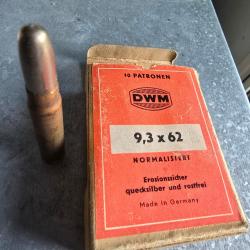 10 PATRONEN
DWM
9,3 x 62
NORMALISIERT
Erosionssicher
quecksilber und rostfrei
Made in Germany